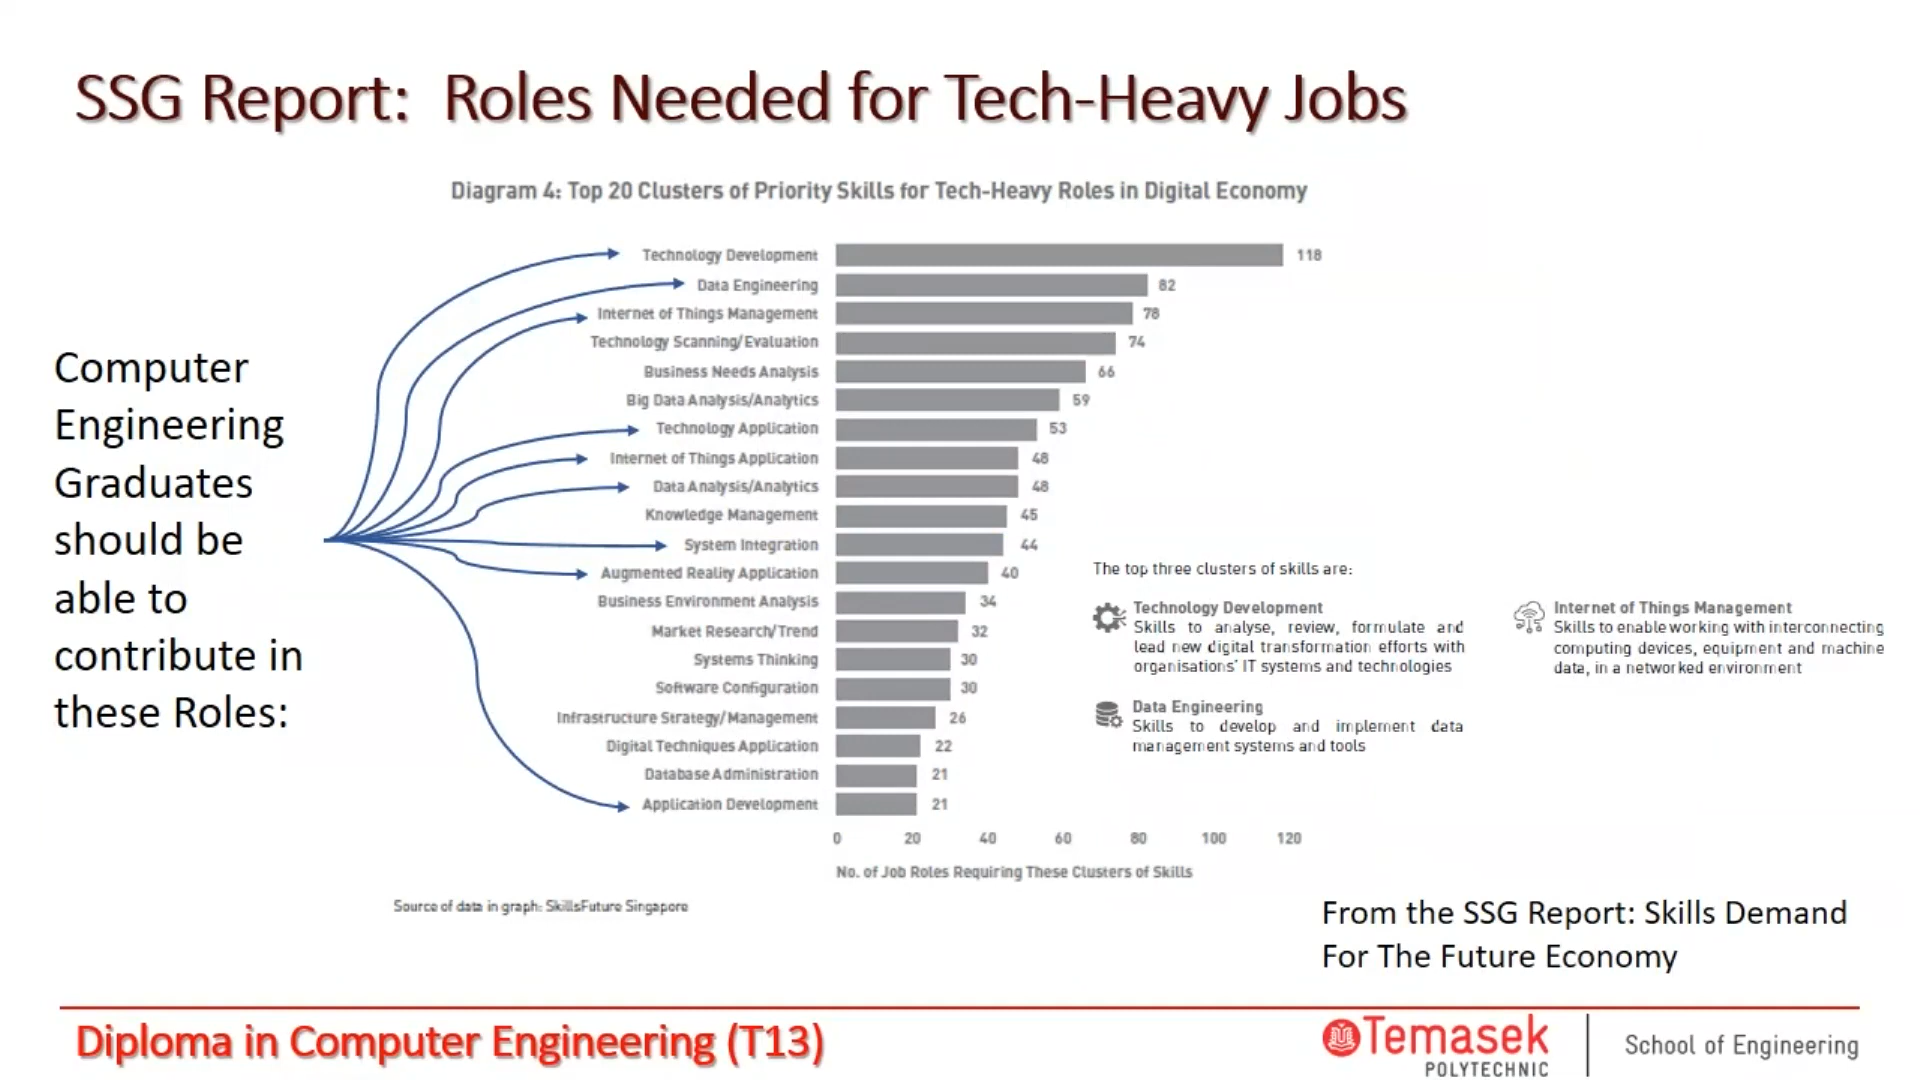 SSG Report: Roles Needed for Tech-Heavy Jobs
Diagram 4: Top 20 Clusters of Priority Skills for Tech-Heavy Roles in Digital Economy
Computer
Engineering
Graduates
should be
able to
contribute in
these Roles:
Technology Development 118
Data Engineering 82
Internet of Things Management 78
Technology Scanning/Evaluation 74
Business Needs Analysis 66
Big Data Analysis/Analytics 59
Technology Application 53
Internet of Things Application 48
Data Analysis/Analytics 48
Knowledge Management 45
System Integration 44
Augmented Reality Application 40
Business Environment Analysis 34
Market Research/Trend 32
Systems Thinking 30
Software Configuration 30
Infrastructure Strategy/Management 26
Digital Techniques Application 22
Database Administration 21
Application Development 21
0 20 40 60 80 100 120
No. of Job Roles Requiring These Clusters of Skills
The top three clusters of skills are:
Technology Development
Skills to analyse, review, formulate and
lead new digital transformation efforts with
organisations' IT systems and technologies
Data Engineering
Skills to develop and implement data
management systems and tools
Internet of Things Management
Skills to enable working with interconnecting
computing devices, equipment and machine
data, in a networked environment
Source of data in graph: SkillsFuture Singapore
From the SSG Report: Skills Demand
For The Future Economy
Diploma in Computer Engineering (T13)
Temasek
POLYTECHNIC
School of Engineering